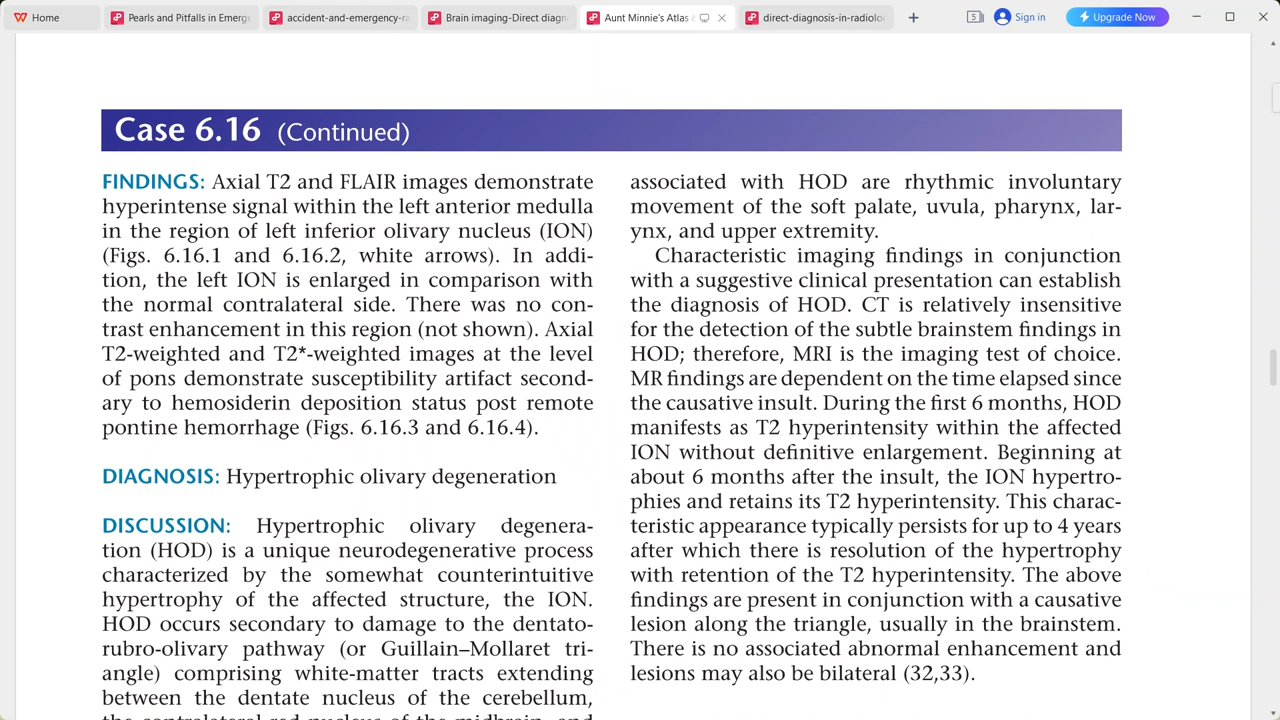 Home
Pearls and Pitfalls in Emerg
accident-and-emergency-ra
Brain imaging-Direct diagn
Aunt Minnie's Atlas
direct-diagnosis-in-radiolo
5
Sign in
Upgrade Now
Case 6.16 (Continued)
FINDINGS: Axial T2 and FLAIR images demonstrate
hyperintense signal within the left anterior medulla
in the region of left inferior olivary nucleus (ION)
(Figs. 6.16.1 and 6.16.2, white arrows). In addi-
tion, the left ION is enlarged in comparison with
the normal contralateral side. There was no con-
trast enhancement in this region (not shown). Axial
T2-weighted and T2*-weighted images at the level
of pons demonstrate susceptibility artifact second-
ary to hemosiderin deposition status post remote
pontine hemorrhage (Figs. 6.16.3 and 6.16.4).
DIAGNOSIS: Hypertrophic olivary degeneration
DISCUSSION: Hypertrophic olivary degenera-
tion (HOD) is a unique neurodegenerative process
characterized by the somewhat counterintuitive
hypertrophy of the affected structure, the ION.
HOD occurs secondary to damage to the dentato-
rubro-olivary pathway (or Guillain–Mollaret tri-
angle) comprising white-matter tracts extending
between the dentate nucleus of the cerebellum,
the contralateral red nucleus of the midbrain, and
associated with HOD are rhythmic involuntary
movement of the soft palate, uvula, pharynx, lar-
ynx, and upper extremity.
Characteristic imaging findings in conjunction
with a suggestive clinical presentation can establish
the diagnosis of HOD. CT is relatively insensitive
for the detection of the subtle brainstem findings in
HOD; therefore, MRI is the imaging test of choice.
MR findings are dependent on the time elapsed since
the causative insult. During the first 6 months, HOD
manifests as T2 hyperintensity within the affected
ION without definitive enlargement. Beginning at
about 6 months after the insult, the ION hypertro-
phies and retains its T2 hyperintensity. This charac-
teristic appearance typically persists for up to 4 years
after which there is resolution of the hypertrophy
with retention of the T2 hyperintensity. The above
findings are present in conjunction with a causative
lesion along the triangle, usually in the brainstem.
There is no associated abnormal enhancement and
lesions may also be bilateral (32,33).